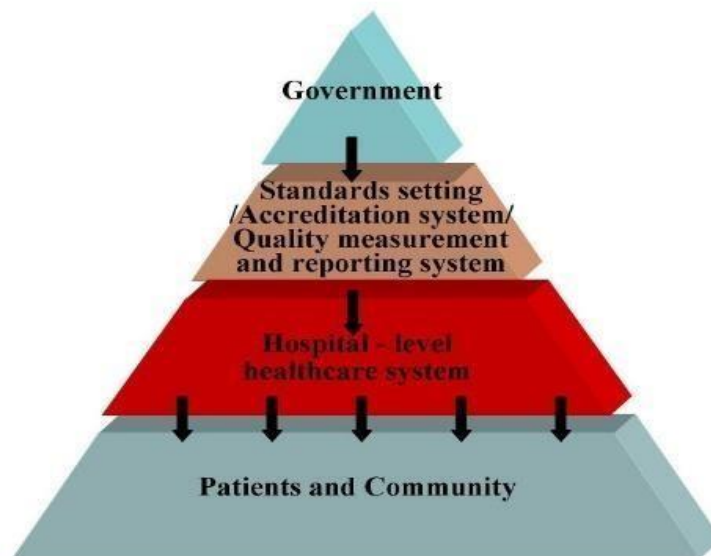 Government
Standards setting
/Accreditation system/
Quality measurement
and reporting system
Hospital - level
healthcare system
Patients and Community